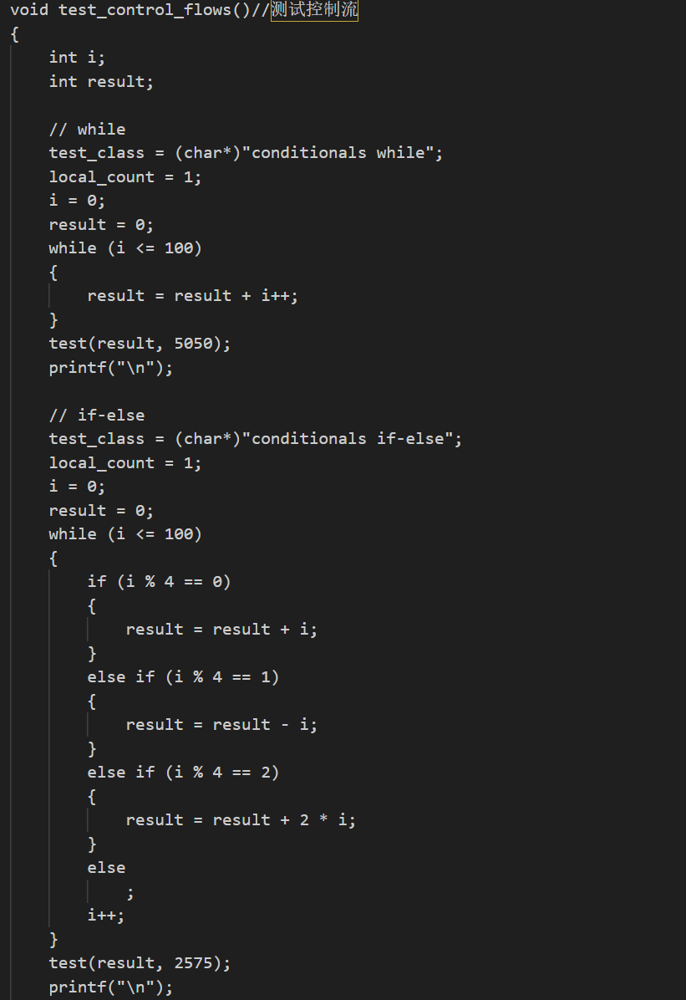 void test_control_flows()//测试控制流
{
    int i;
    int result;

    // while
    test_class = (char*)"conditionals while";
    local_count = 1;
    i = 0;
    result = 0;
    while (i <= 100)
    {
        result = result + i++;
    }
    test(result, 5050);
    printf("\n");

    // if-else
    test_class = (char*)"conditionals if-else";
    local_count = 1;
    i = 0;
    result = 0;
    while (i <= 100)
    {
        if (i % 4 == 0)
        {
            result = result + i;
        }
        else if (i % 4 == 1)
        {
            result = result - i;
        }
        else if (i % 4 == 2)
        {
            result = result + 2 * i;
        }
        else
            ;
        i++;
    }
    test(result, 2575);
    printf("\n");